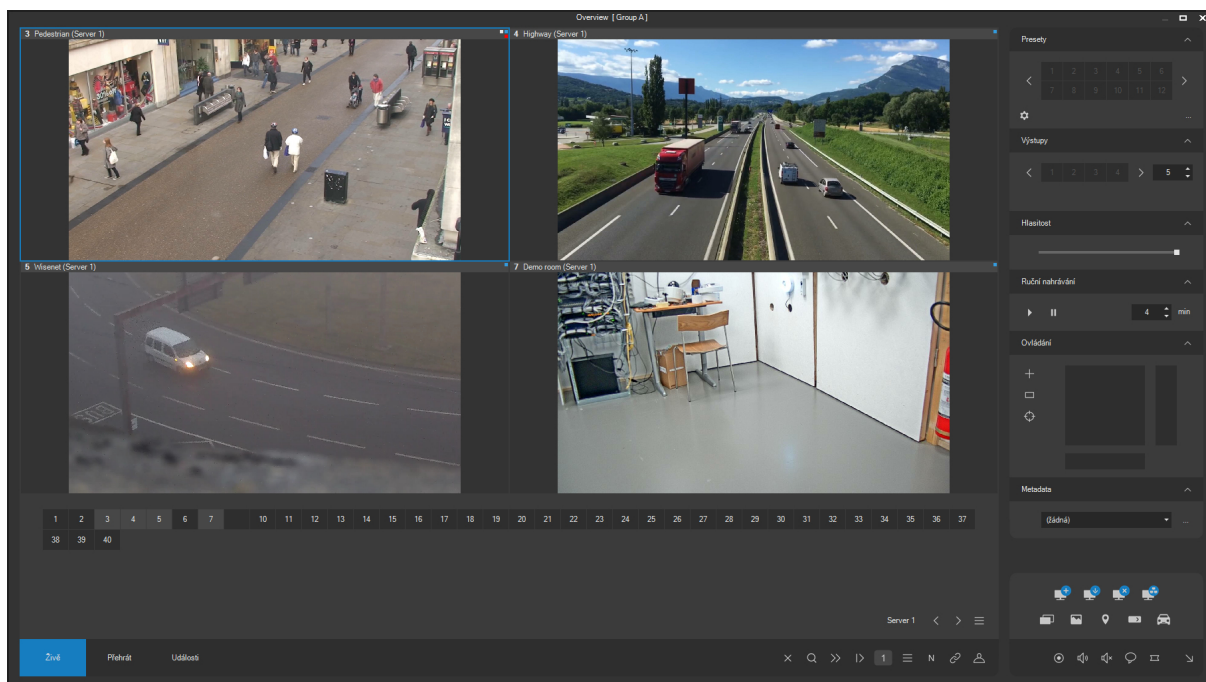 Overview [ Group A ]
3 Pedestrian (Server 1)
4 Highway (Server 1)
5 Wisenet (Server 1)
7 Demo room (Server 1)
1 2 3 4 5 6 7 10 11 12 13 14 15 16 17 18 19 20 21 22 23 24 25 26 27 28 29 30 31 32 33 34 35 36 37
38 39 40
Server 1
Živě Přehrát Události
1 N
Presety
1 2 3 4 5 6
7 8 9 10 11 12
...
Výstupy
1 2 3 4 5
Hlasitost
Ruční nahrávání
4 min
Ovládání
Metadata
(žádná) ...